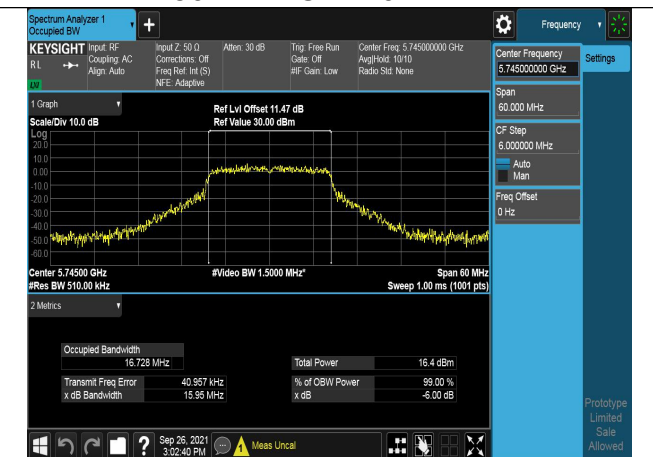 Spectrum Analyzer 1
Occupied BW
+
Frequency
KEYSIGHT
RL
LXI
Input: RF
Coupling: AC
Align: Auto
Input Z: 50 Ω
Corrections: Off
Freq Ref: Int (S)
NFE: Adaptive
Atten: 30 dB
Trig: Free Run
Gate: Off
#IF Gain: Low
Center Freq: 5.745000000 GHz
Avg|Hold: 10/10
Radio Std: None
Center Frequency
5.745000000 GHz
Settings
Span
60.000 MHz
CF Step
6.000000 MHz
Auto
Man
Freq Offset
0 Hz
1 Graph
Scale/Div 10.0 dB
Ref Lvl Offset 11.47 dB
Ref Value 30.00 dBm
Log
20.0
10.0
0.00
-10.0
-20.0
-30.0
-40.0
-50.0
-60.0
Center 5.74500 GHz
#Res BW 510.00 kHz
#Video BW 1.5000 MHz*
Span 60 MHz
Sweep 1.00 ms (1001 pts)
2 Metrics
Occupied Bandwidth
16.728 MHz
Total Power 16.4 dBm
Transmit Freq Error 40.957 kHz
% of OBW Power 99.00 %
x dB Bandwidth 15.95 MHz
x dB -6.00 dB
Prototype
Limited
Sale
Allowed
?
Sep 26, 2021
3:02:40 PM
Meas Uncal